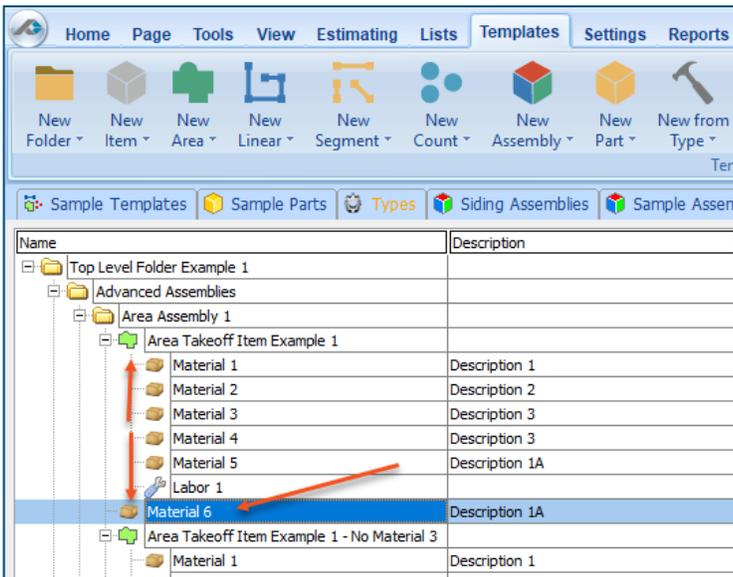 Home Page Tools View Estimating Lists Templates Settings Reports
New Folder New Item New Area New Linear New Segment New Count New Assembly New Part New from Type
Sample Templates Sample Parts Types Siding Assemblies Sample
Name Description
Top Level Folder Example 1
Advanced Assemblies
Area Assembly 1
Area Takeoff Item Example 1
Material 1 Description 1
Material 2 Description 2
Material 3 Description 3
Material 4 Description 3
Material 5 Description 1A
Labor 1
Material 6 Description 1A
Area Takeoff Item Example 1 - No Material 3
Material 1 Description 1